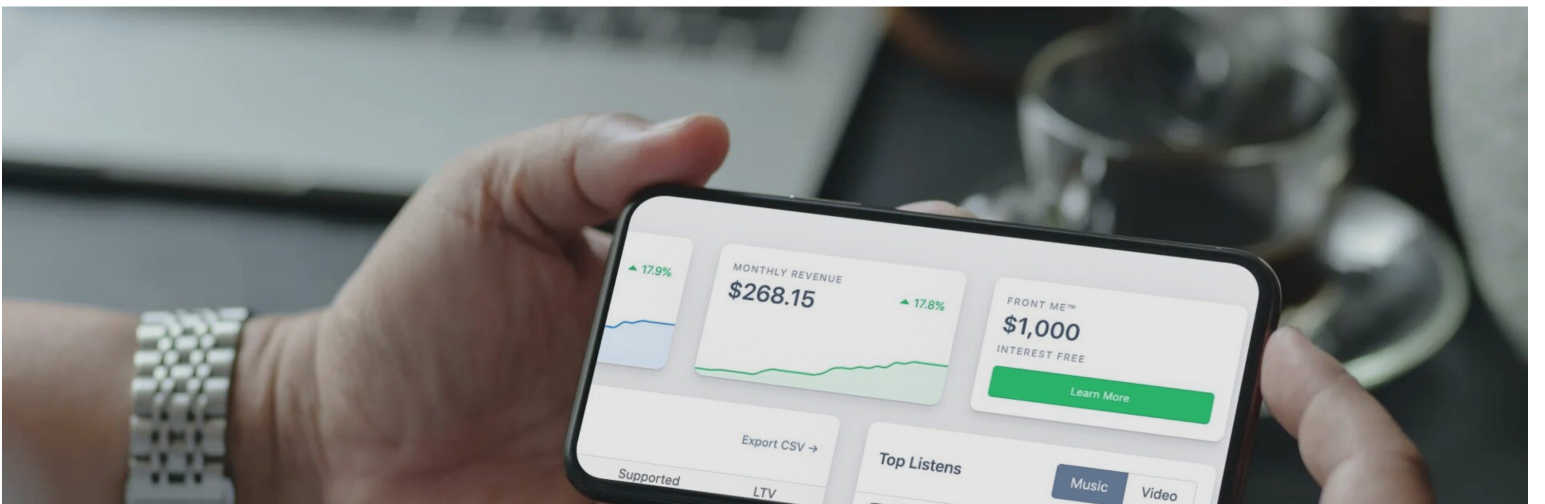 ▲ 17.9%
MONTHLY REVENUE
$268.15
▲ 17.8%
FRONT ME™
$1,000
INTEREST FREE
Learn More
Export CSV →
Supported
LTV
Top Listens
Music
Video